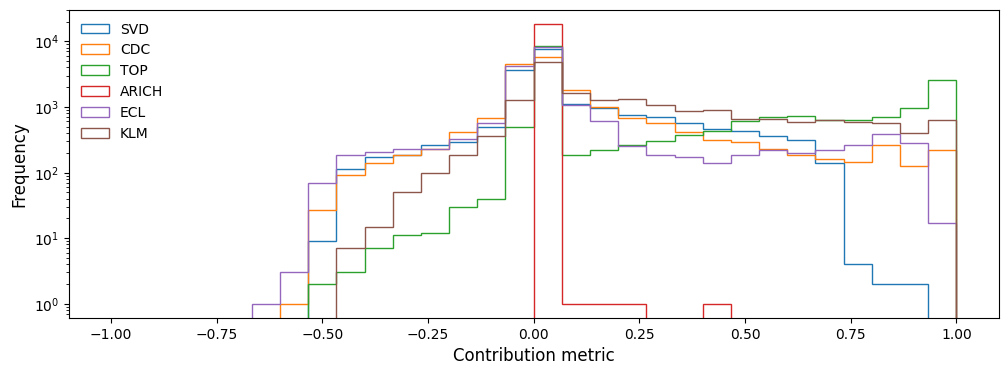 SVD
CDC
TOP
ARICH
ECL
KLM
Frequency
10⁴
10³
10²
10¹
10⁰
−1.00 −0.75 −0.50 −0.25 0.00 0.25 0.50 0.75 1.00
Contribution metric